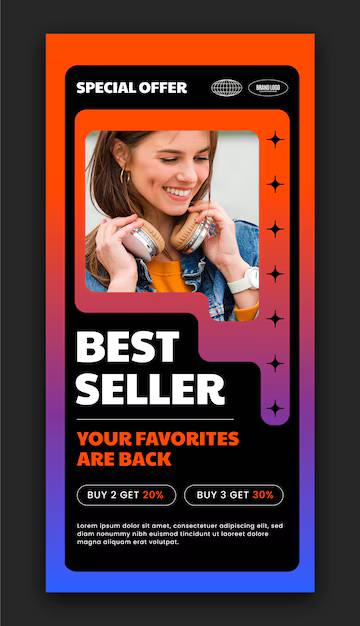 SPECIAL OFFER
BRAND LOGO
BEST
SELLER
YOUR FAVORITES
ARE BACK
BUY 2 GET 20%
BUY 3 GET 30%
Lorem ipsum dolor sit amet, consectetuer adipiscing elit, sed
diam nonummy nibh euismod tincidunt ut laoreet dolore
magna aliquam erat volutpat.